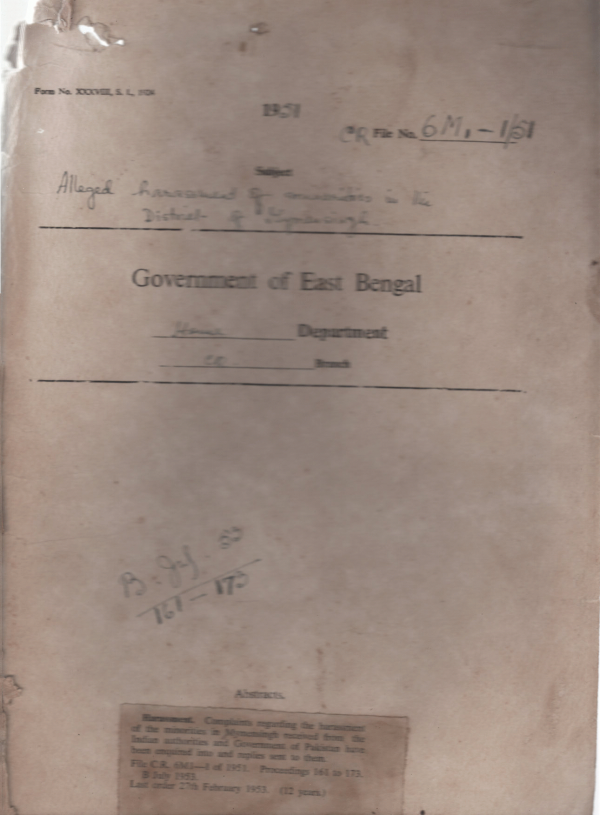 Form No. XXXVIII, S. I., 1928
1951
CR File No. 6M1-1/51
Subject
Alleged harassment of minorities in the
District of Mymensingh.
Government of East Bengal
Home Department
CR Branch
B. July. 53
161-173
Abstracts.
Harassment. Complaints regarding the harassment
of the minorities in Mymensingh received from the
Indian authorities and Government of Pakistan have
been enquired into and replies sent to them.
File C.R. 6M1-1 of 1951. Proceedings 161 to 173.
B July 1953.
Last order 27th February 1953. (12 years.)